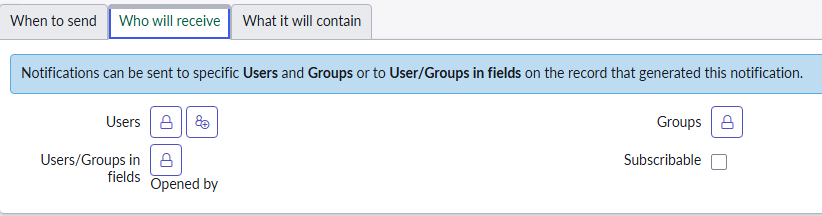 When to send Who will receive What it will contain
Notifications can be sent to specific Users and Groups or to User/Groups in fields on the record that generated this notification.
Users Groups
Users/Groups in Subscribable
fields Opened by